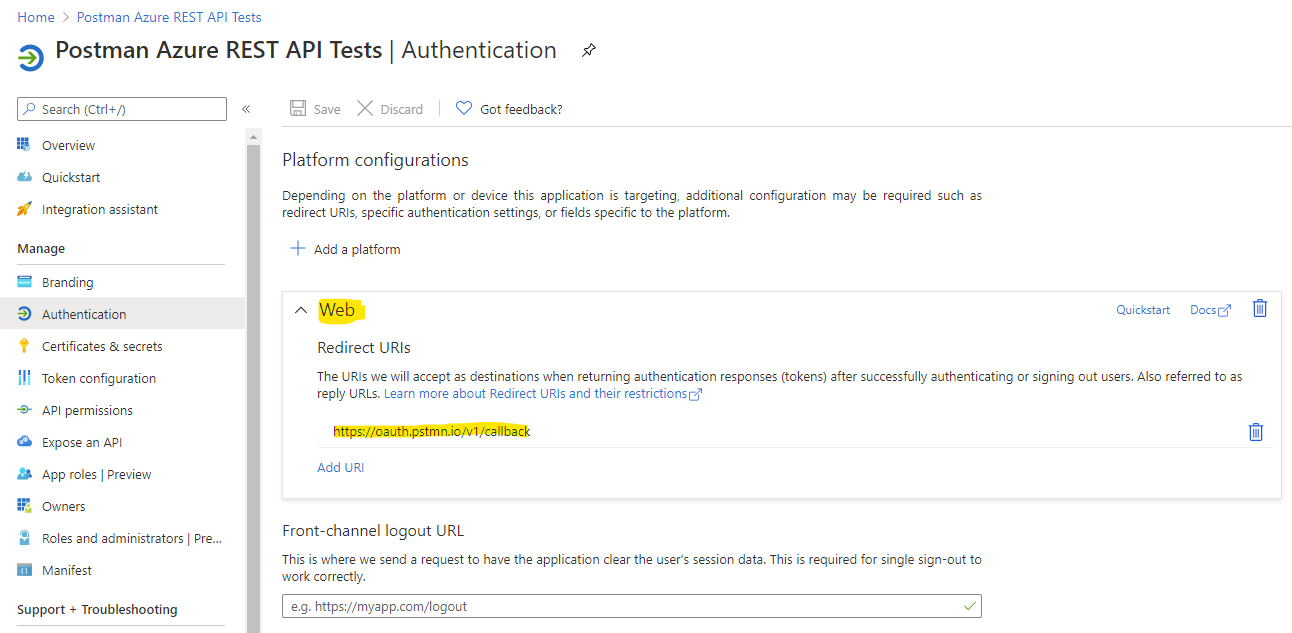 Home > Postman Azure REST API Tests
Postman Azure REST API Tests | Authentication
Search (Ctrl+/)
«
Overview
Quickstart
Integration assistant
Manage
Branding
Authentication
Certificates & secrets
Token configuration
API permissions
Expose an API
App roles | Preview
Owners
Roles and administrators | Pre...
Manifest
Support + Troubleshooting
Save Discard Got feedback?
Platform configurations
Depending on the platform or device this application is targeting, additional configuration may be required such as
redirect URIs, specific authentication settings, or fields specific to the platform.
Add a platform
Web Quickstart Docs
Redirect URIs
The URIs we will accept as destinations when returning authentication responses (tokens) after successfully authenticating or signing out users. Also referred to as
reply URLs. Learn more about Redirect URIs and their restrictions
https://oauth.pstmn.io/v1/callback
Add URI
Front-channel logout URL
This is where we send a request to have the application clear the user's session data. This is required for single sign-out to
work correctly.
e.g. https://myapp.com/logout